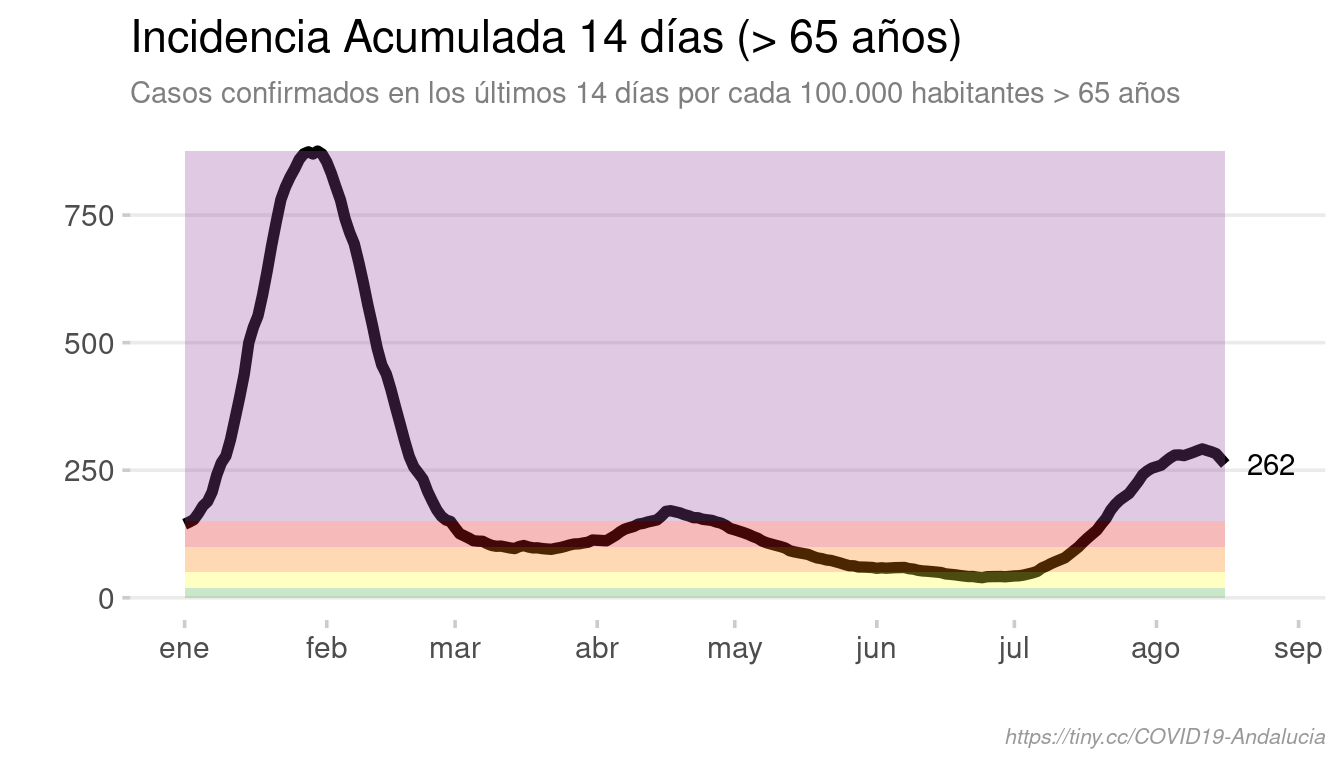 Incidencia Acumulada 14 días (> 65 años)
Casos confirmados en los últimos 14 días por cada 100.000 habitantes > 65 años
750
500
250
0
262
ene feb mar abr may jun jul ago sep
https://tiny.cc/COVID19-Andalucia